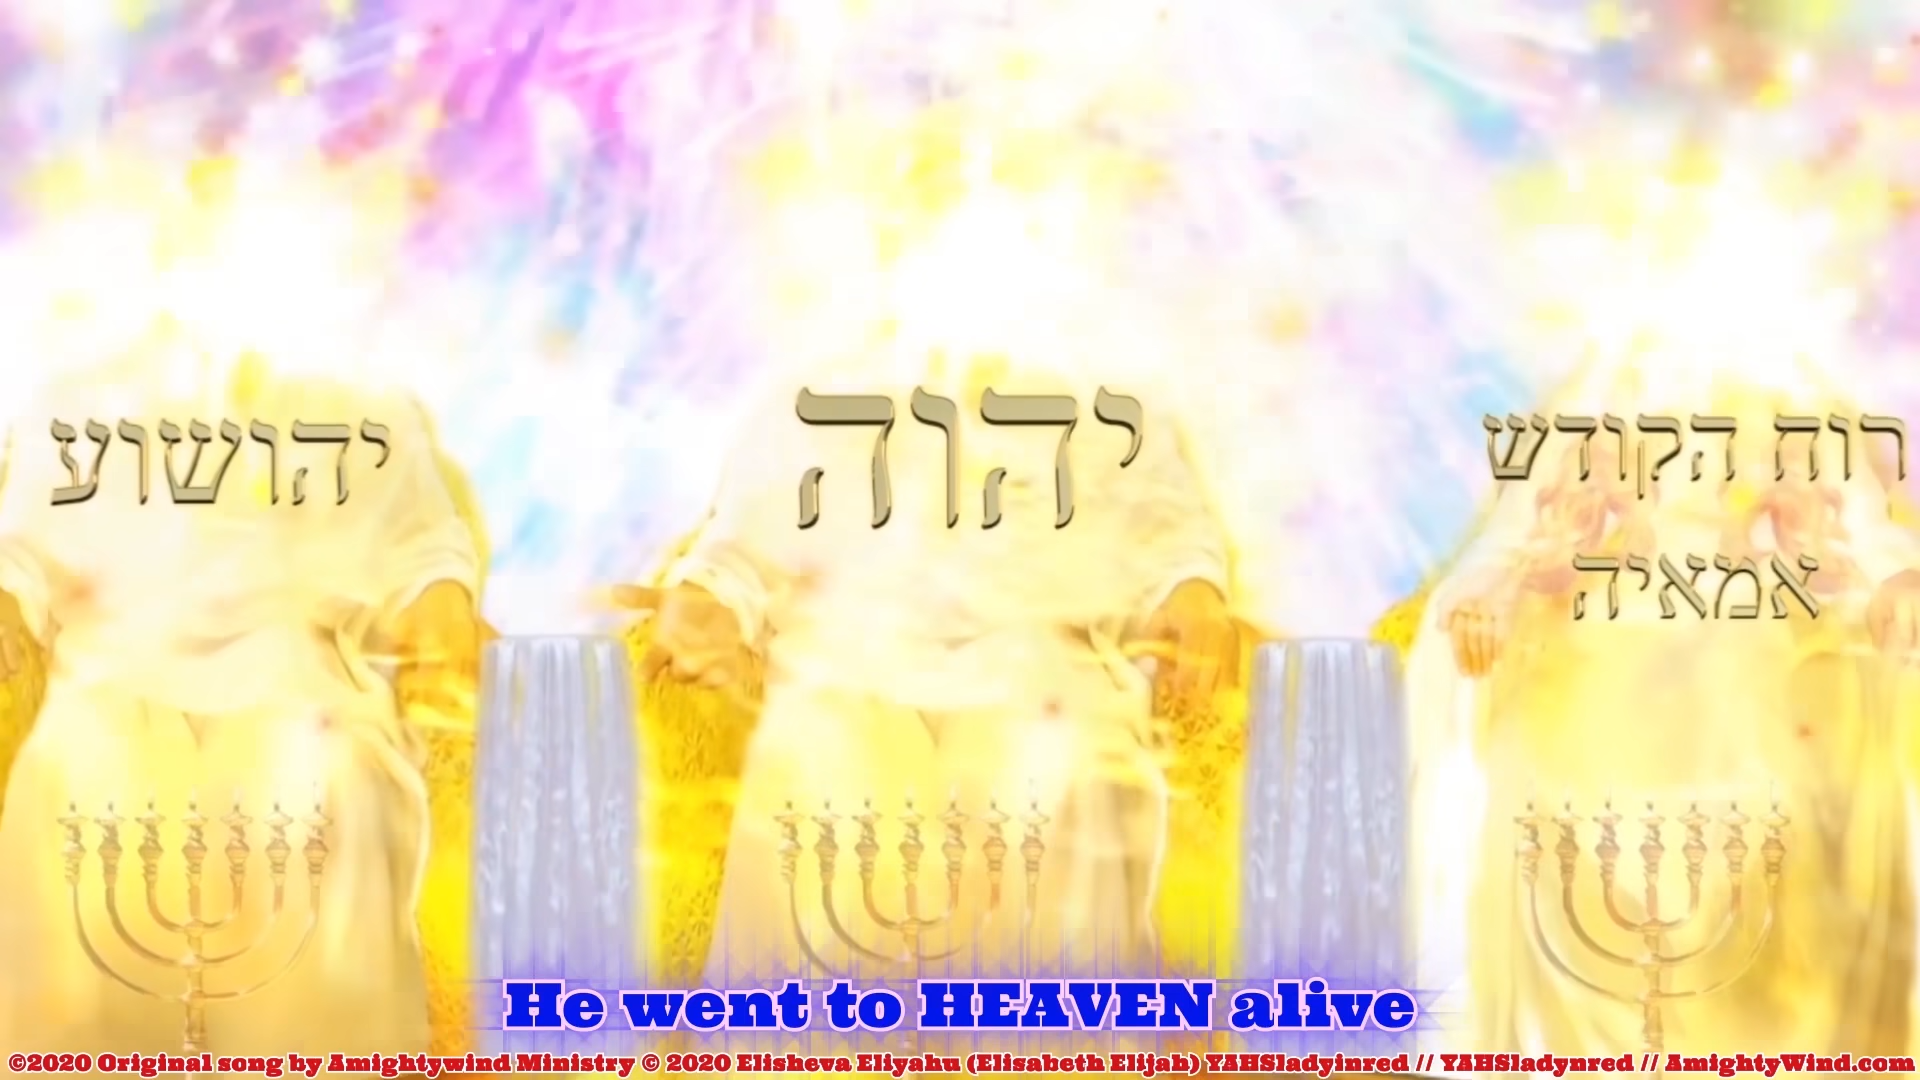 יהושוע
יהוה
רוח הקודש
אמאיה
He went to HEAVEN alive
©2020 Original song by Amightywind Ministry © 2020 Elisheva Eliyahu (Elisabeth Elijah) YAHSladyinred // YAHSladynred // AmightyWind.com